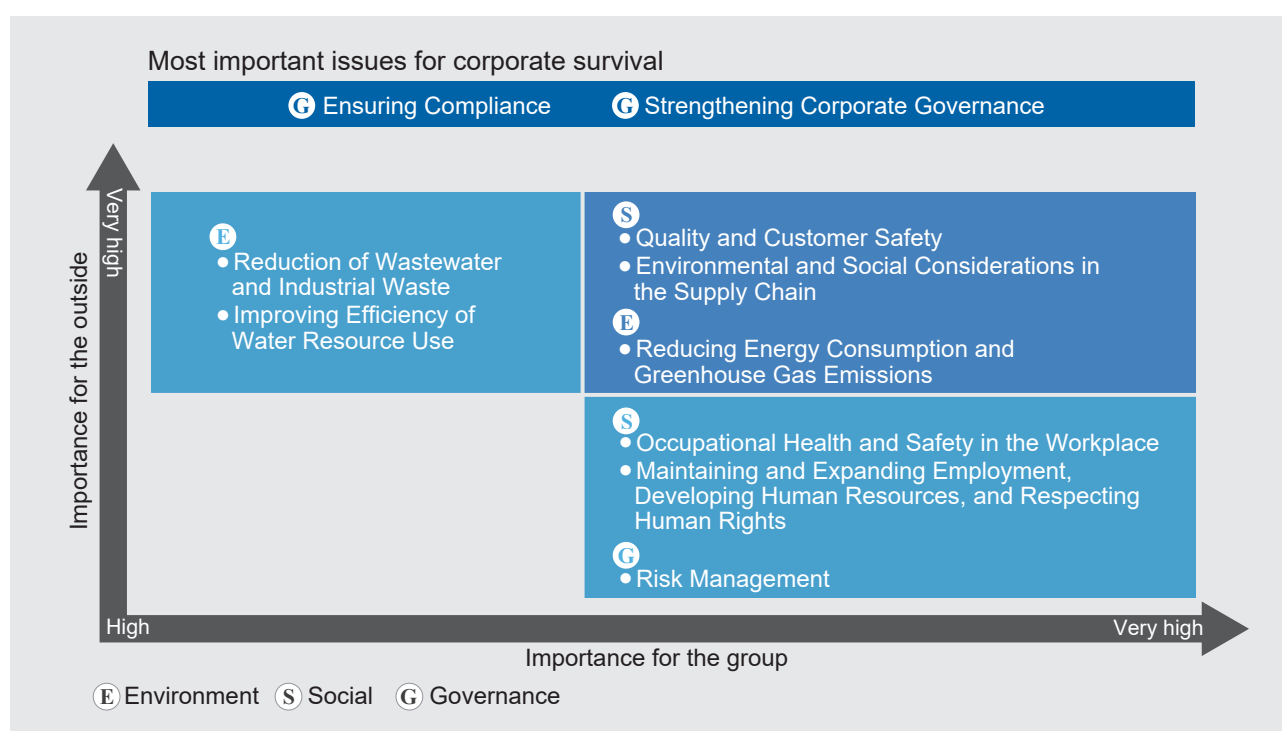 Most important issues for corporate survival
G Ensuring Compliance G Strengthening Corporate Governance
Importance for the outside
Very high
E
● Reduction of Wastewater
and Industrial Waste
● Improving Efficiency of
Water Resource Use
S
● Quality and Customer Safety
● Environmental and Social Considerations in
the Supply Chain
E
● Reducing Energy Consumption and
Greenhouse Gas Emissions
S
● Occupational Health and Safety in the Workplace
● Maintaining and Expanding Employment,
Developing Human Resources, and Respecting
Human Rights
G
● Risk Management
High
Very high
Importance for the group
E Environment S Social G Governance